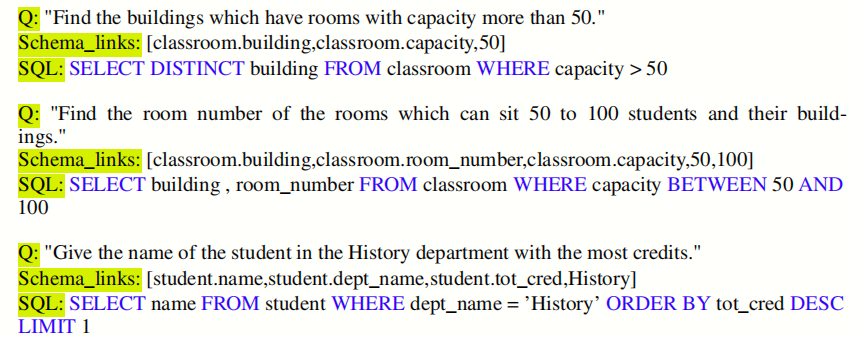 Q: "Find the buildings which have rooms with capacity more than 50."
Schema_links: [classroom.building,classroom.capacity,50]
SQL: SELECT DISTINCT building FROM classroom WHERE capacity > 50
Q: "Find the room number of the rooms which can sit 50 to 100 students and their build-
ings."
Schema_links: [classroom.building,classroom.room_number,classroom.capacity,50,100]
SQL: SELECT building , room_number FROM classroom WHERE capacity BETWEEN 50 AND
100
Q: "Give the name of the student in the History department with the most credits."
Schema_links: [student.name,student.dept_name,student.tot_cred,History]
SQL: SELECT name FROM student WHERE dept_name = ’History’ ORDER BY tot_cred DESC
LIMIT 1